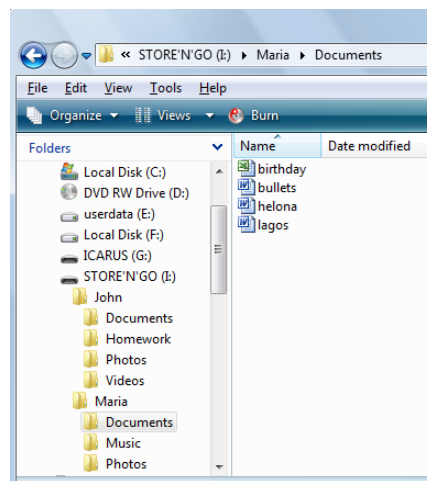 « STORE'N'GO (I:) ▸ Maria ▸ Documents
File Edit View Tools Help
Organize Views Burn
Folders
Name Date modified
Local Disk (C:)
DVD RW Drive (D:)
userdata (E:)
Local Disk (F:)
ICARUS (G:)
STORE'N'GO (I:)
John
Documents
Homework
Photos
Videos
Maria
Documents
Music
Photos
birthday
bullets
helona
lagos